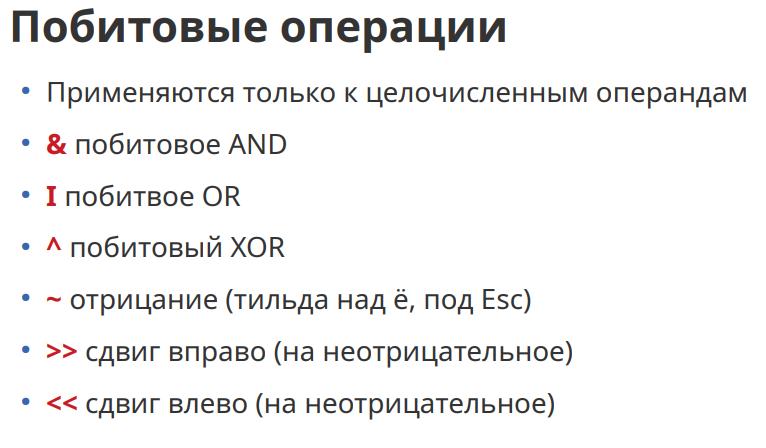 Побитовые операции
• Применяются только к целочисленным операндам
• & побитовое AND
• I побитвое OR
• ^ побитовый XOR
• ~ отрицание (тильда над ё, под Esc)
• >> сдвиг вправо (на неотрицательное)
• << сдвиг влево (на неотрицательное)